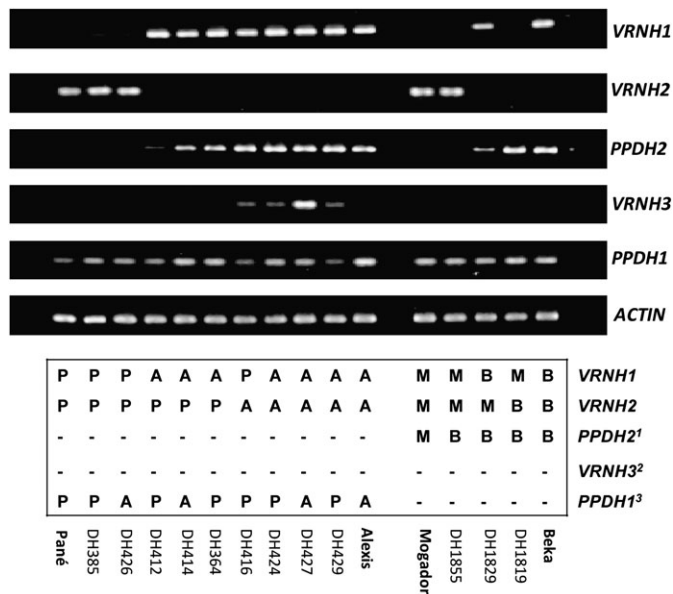 VRNH1
VRNH2
PPDH2
VRNH3
PPDH1
ACTIN
P P P A A A P A A A A M M B M B VRNH1
P P P P P P A A A A A M M M B B VRNH2
- - - - - - - - - - - M B B B B PPDH2¹
- - - - - - - - - - - - - - - - VRNH3²
P P A P A P P P A P A - - - - - PPDH1³
Pané DH385 DH426 DH412 DH414 DH364 DH416 DH424 DH427 DH429 Alexis Mogador DH1855 DH1829 DH1819 Beka